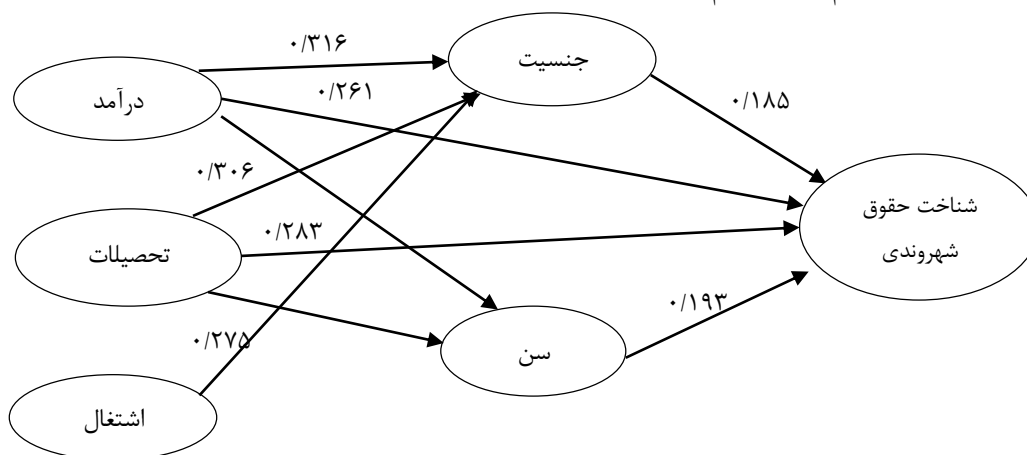 ۰/۳۱۶
جنسیت
درآمد
۰/۲۶۱
۰/۱۸۵
۰/۳۰۶
شناخت حقوق
شهروندی
تحصیلات
۰/۲۸۳
۰/۱۹۳
۰/۲۷۵
سن
اشتغال